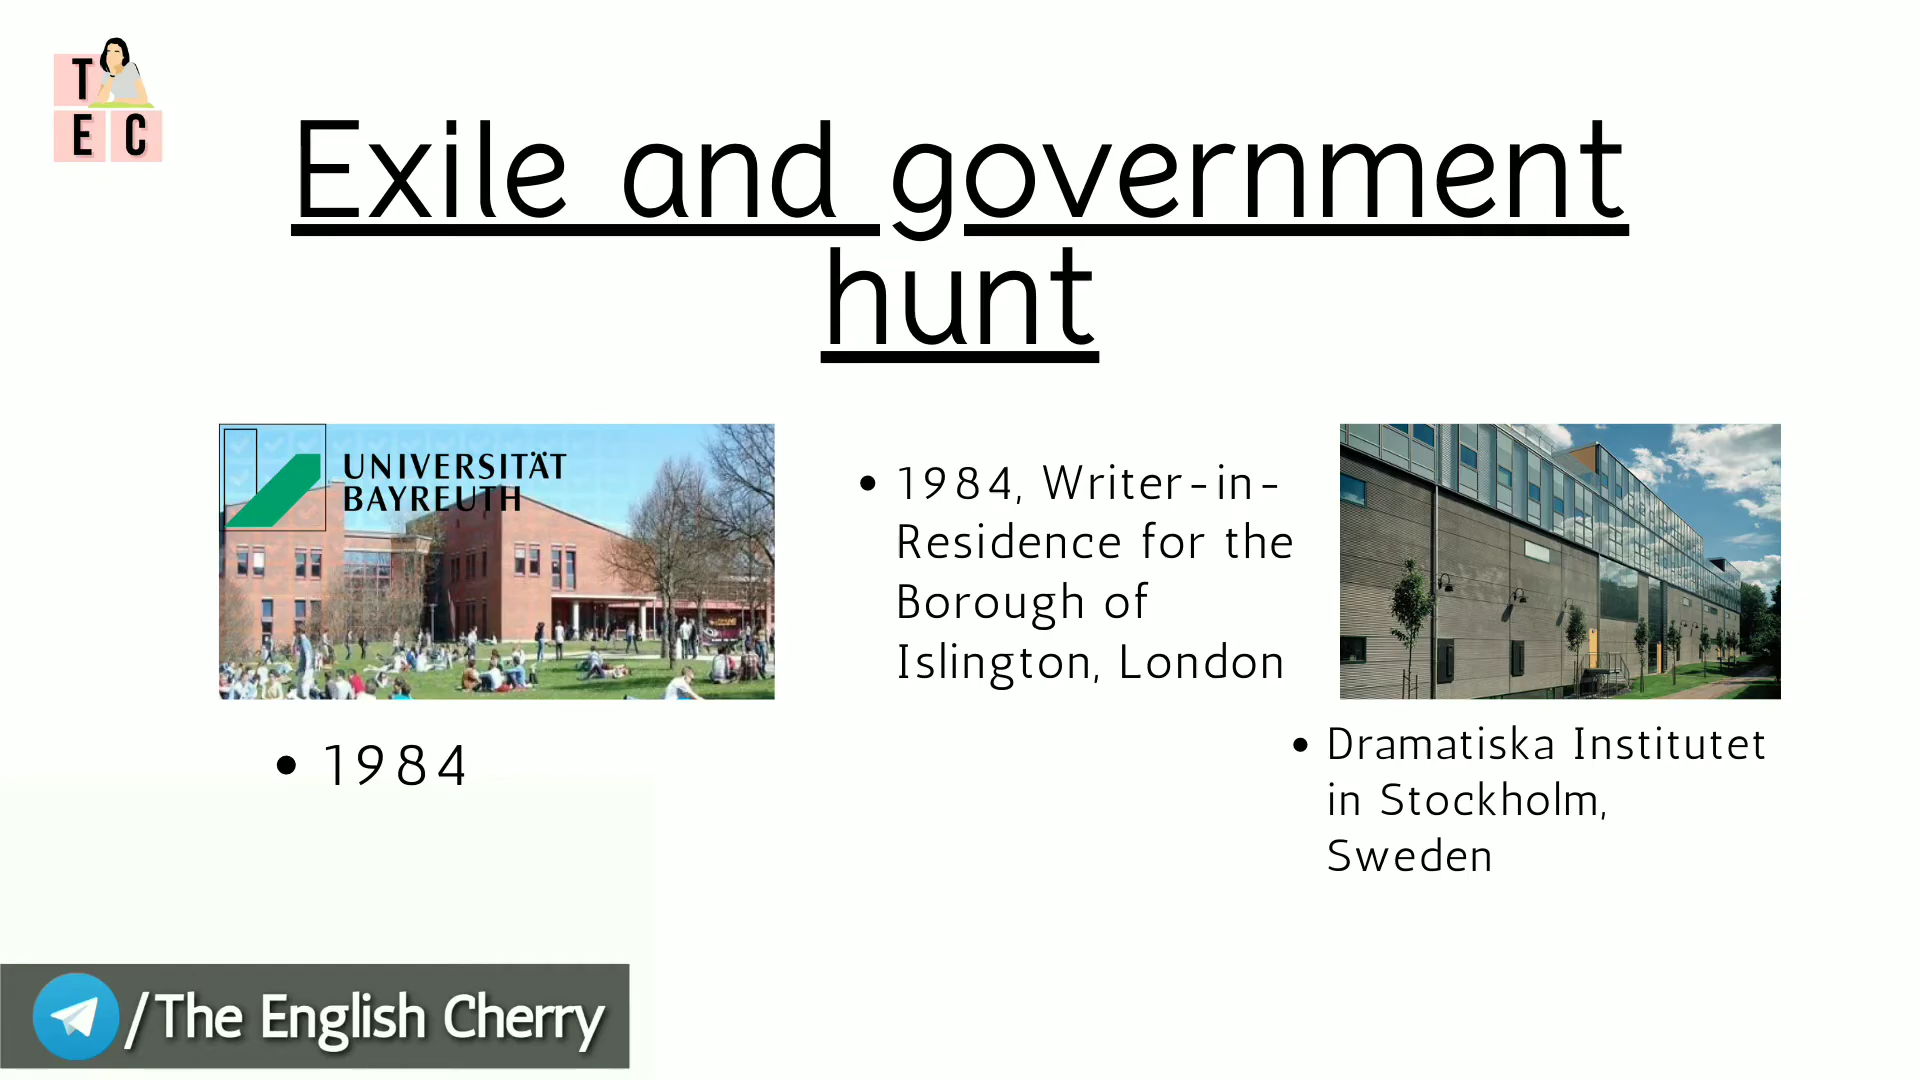 T
E C
Exile and government
hunt
UNIVERSITÄT
BAYREUTH
• 1984
• 1984, Writer-in-
Residence for the
Borough of
Islington, London
• Dramatiska Institutet
in Stockholm,
Sweden
/The English Cherry